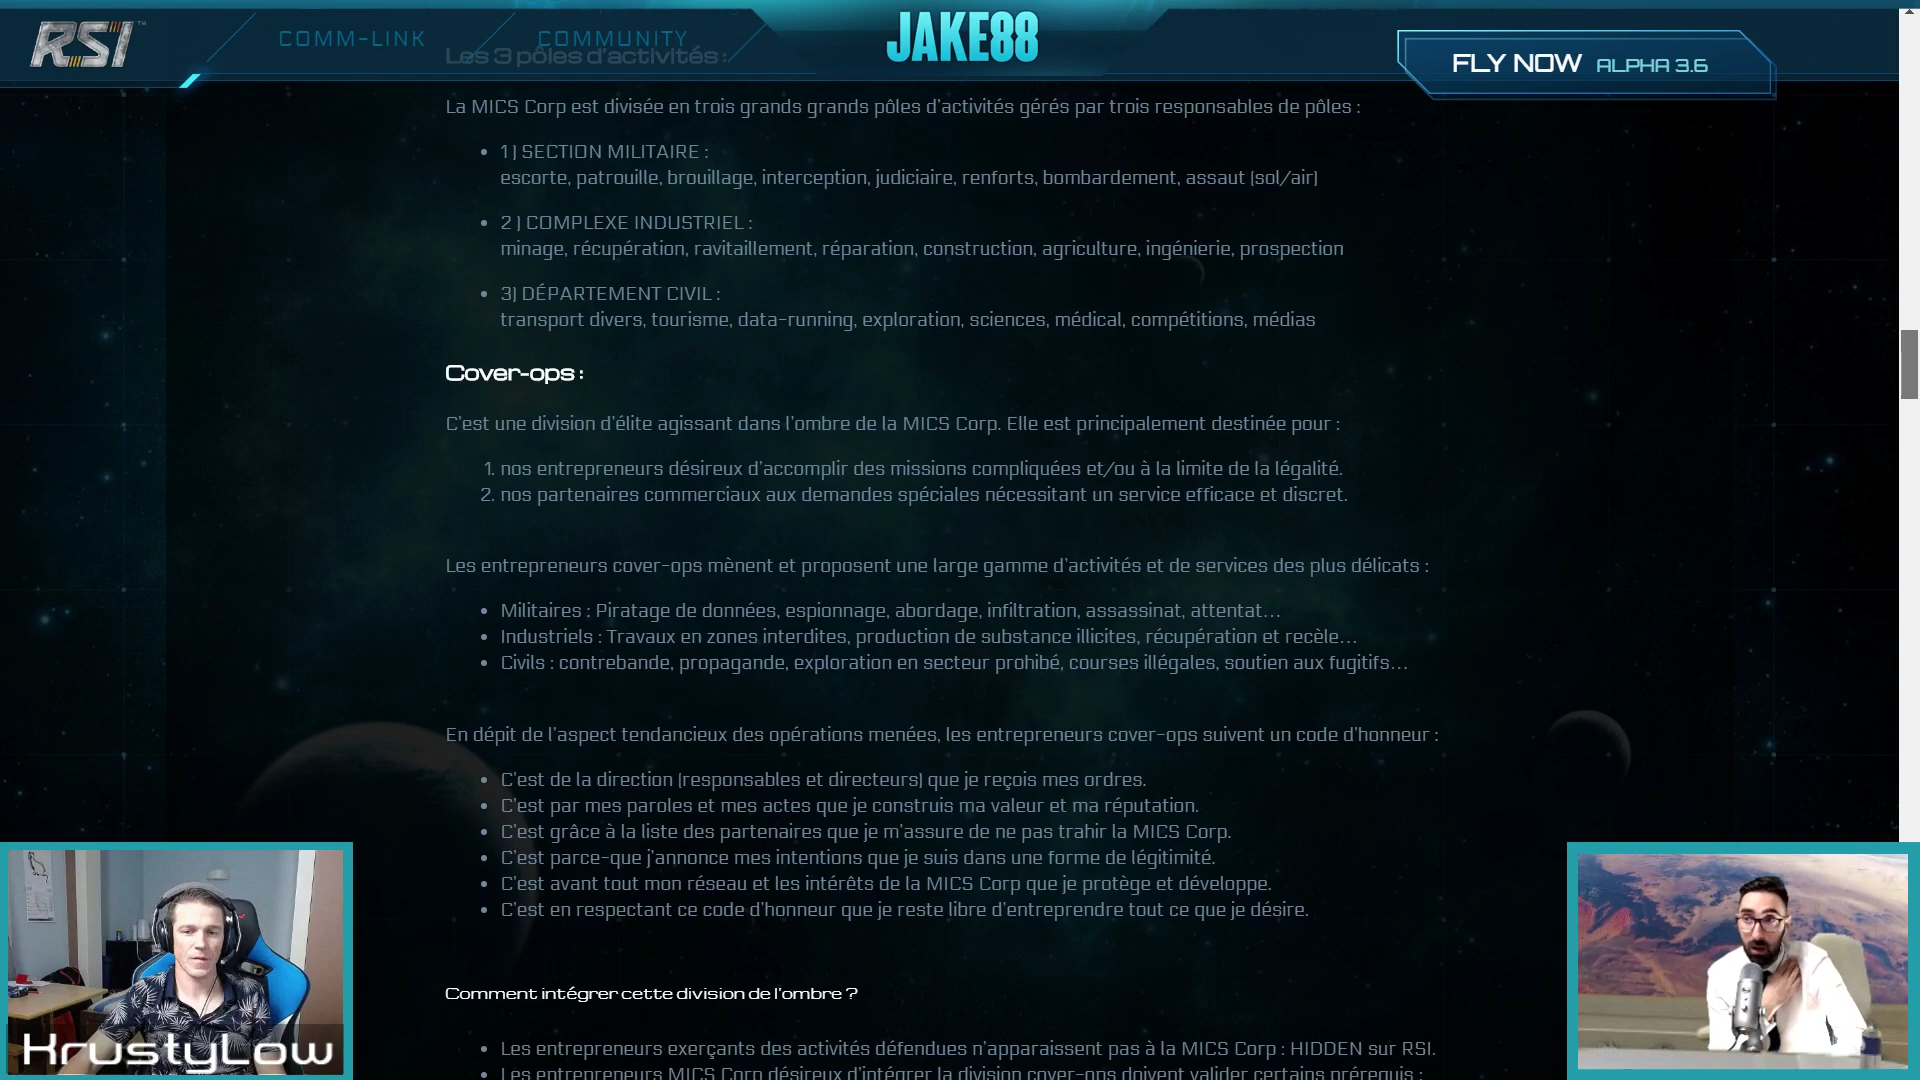 RSI
COMM-LINK
COMMUNITY
JAKE88
FLY NOW ALPHA 3.6
Les 3 pôles d'activités :
La MICS Corp est divisée en trois grands grands pôles d'activités gérés par trois responsables de pôles :
• 1) SECTION MILITAIRE :
escorte, patrouille, brouillage, interception, judiciaire, renforts, bombardement, assaut (sol/air)
• 2 ) COMPLEXE INDUSTRIEL :
minage, récupération, ravitaillement, réparation, construction, agriculture, ingénierie, prospection
• 3) DÉPARTEMENT CIVIL :
transport divers, tourisme, data-running, exploration, sciences, médical, compétitions, médias
Cover-ops :
C'est une division d'élite agissant dans l'ombre de la MICS Corp. Elle est principalement destinée pour :
1. nos entrepreneurs désireux d'accomplir des missions compliquées et/ou à la limite de la légalité.
2. nos partenaires commerciaux aux demandes spéciales nécessitant un service efficace et discret.
Les entrepreneurs cover-ops mènent et proposent une large gamme d'activités et de services des plus délicats :
• Militaires : Piratage de données, espionnage, abordage, infiltration, assassinat, attentat...
• Industriels : Travaux en zones interdites, production de substance illicites, récupération et recèle...
• Civils : contrebande, propagande, exploration en secteur prohibé, courses illégales, soutien aux fugitifs...
En dépit de l'aspect tendancieux des opérations menées, les entrepreneurs cover-ops suivent un code d'honneur :
• C'est de la direction (responsables et directeurs) que je reçois mes ordres.
• C'est par mes paroles et mes actes que je construis ma valeur et ma réputation.
• C'est grâce à la liste des partenaires que je m'assure de ne pas trahir la MICS Corp.
• C'est parce-que j'annonce mes intentions que je suis dans une forme de légitimité.
• C'est avant tout mon réseau et les intérêts de la MICS Corp que je protège et développe.
• C'est en respectant ce code d'honneur que je reste libre d'entreprendre tout ce que je désire.
Comment intégrer cette division de l'ombre ?
• Les entrepreneurs exerçants des activités défendues n'apparaissent pas à la MICS Corp : HIDDEN sur RSI.
• Les entrepreneurs MICS Corp désireux d'intégrer la division cover-ops doivent valider certains prérequis :
KrustyLow